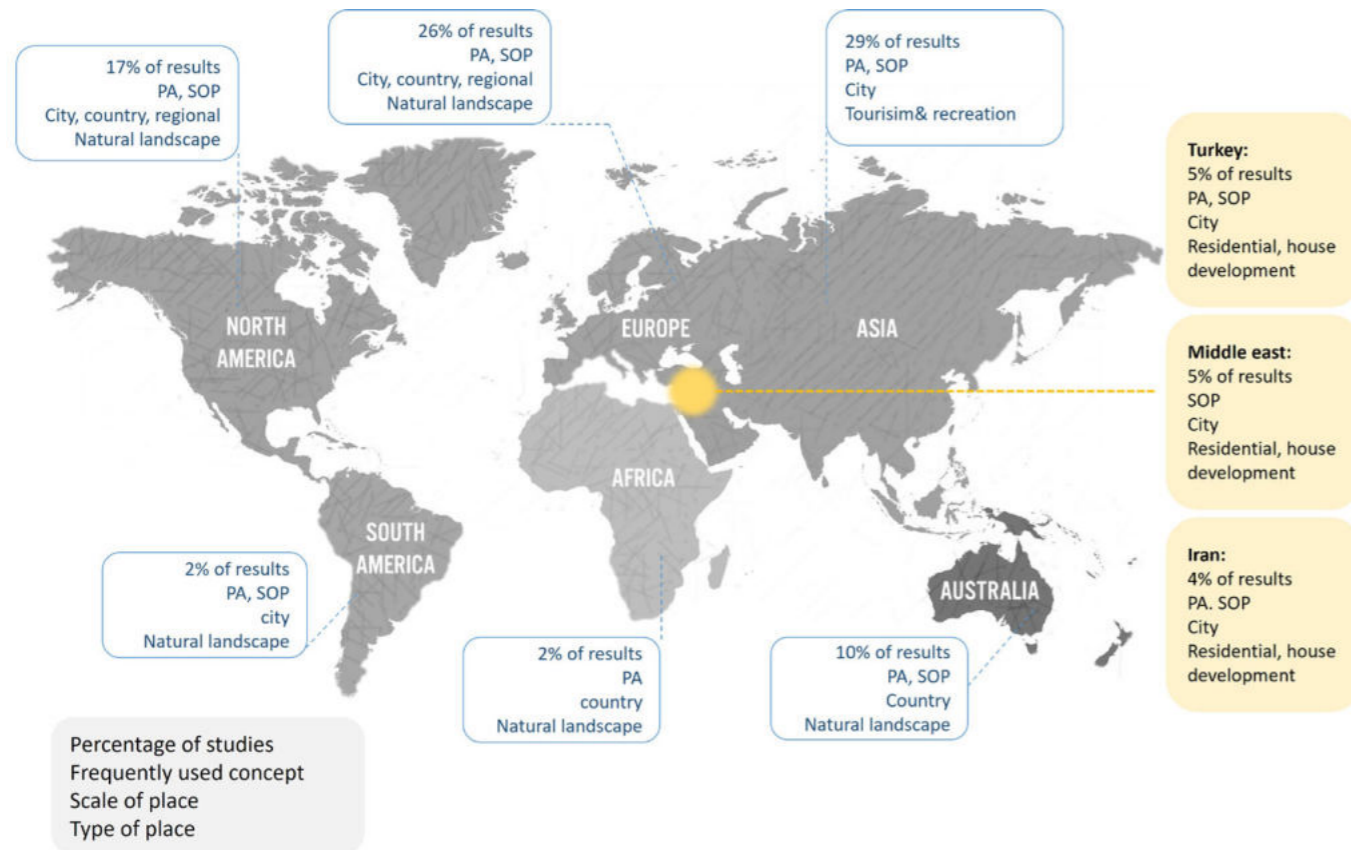 17% of results
PA, SOP
City, country, regional
Natural landscape
26% of results
PA, SOP
City, country, regional
Natural landscape
29% of results
PA, SOP
City
Tourisim& recreation
Turkey:
5% of results
PA, SOP
City
Residential, house
development
Middle east:
5% of results
SOP
City
Residential, house
development
Iran:
4% of results
PA. SOP
City
Residential, house
development
NORTH
AMERICA
EUROPE
ASIA
AFRICA
SOUTH
AMERICA
AUSTRALIA
2% of results
PA, SOP
city
Natural landscape
2% of results
PA
country
Natural landscape
10% of results
PA, SOP
Country
Natural landscape
Percentage of studies
Frequently used concept
Scale of place
Type of place